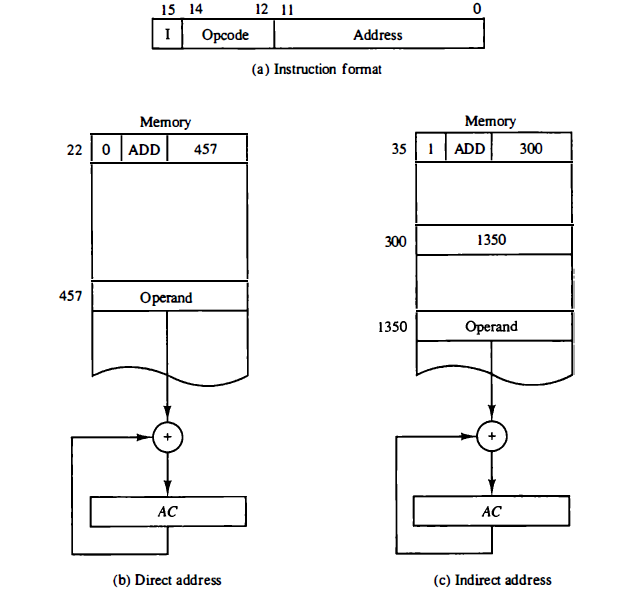 15 14 12 11 0
I Opcode Address
(a) Instruction format
Memory
22 0 ADD 457
457 Operand
+
AC
(b) Direct address
Memory
35 1 ADD 300
300 1350
1350 Operand
+
AC
(c) Indirect address